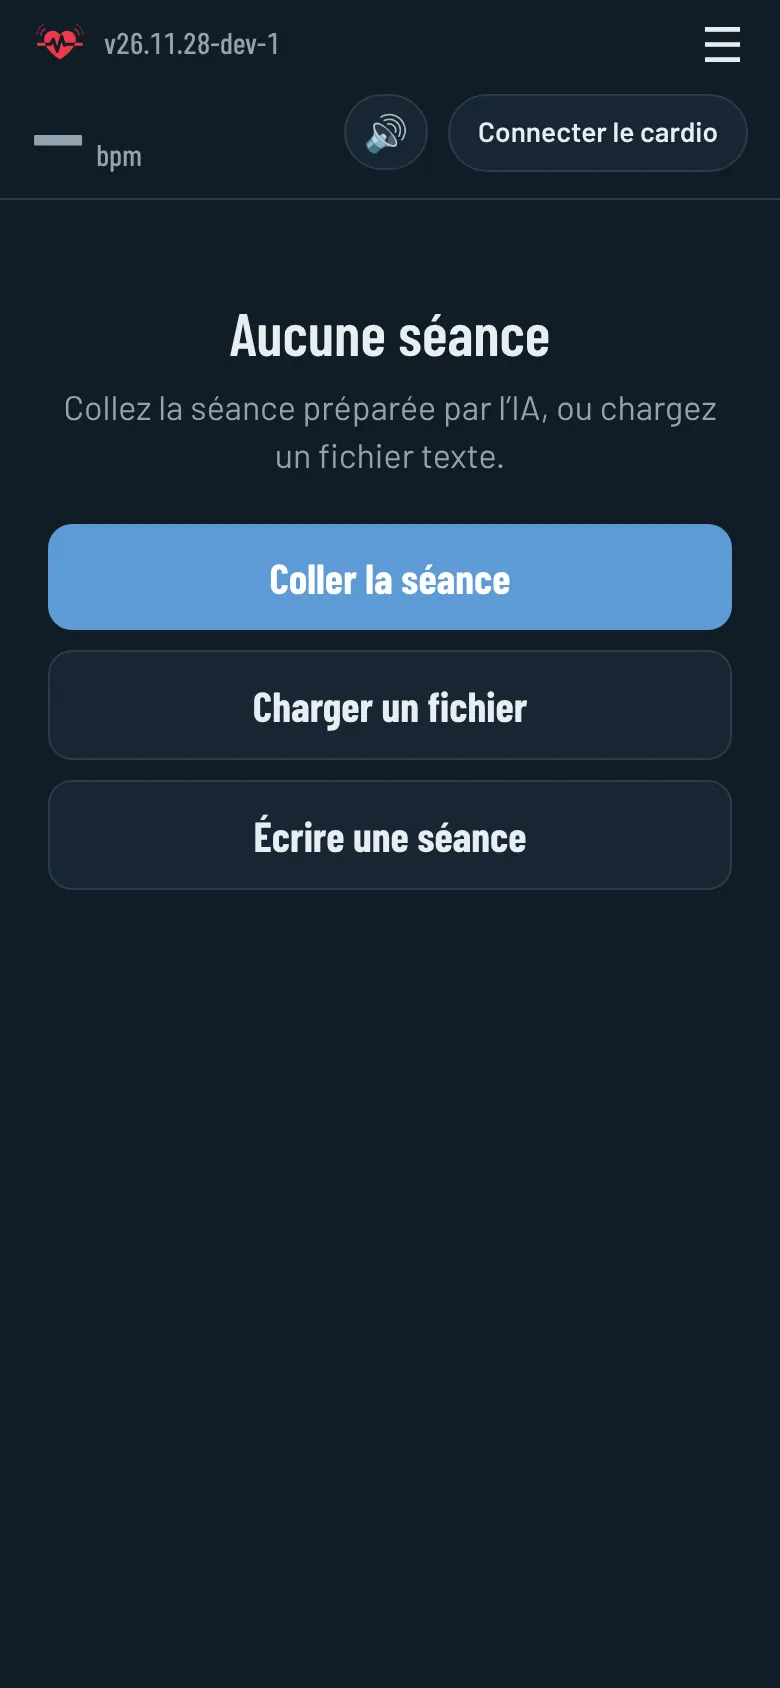 v26.11.28-dev-1
— bpm
Connecter le cardio
Aucune séance
Collez la séance préparée par l’IA, ou chargez
un fichier texte.
Coller la séance
Charger un fichier
Écrire une séance